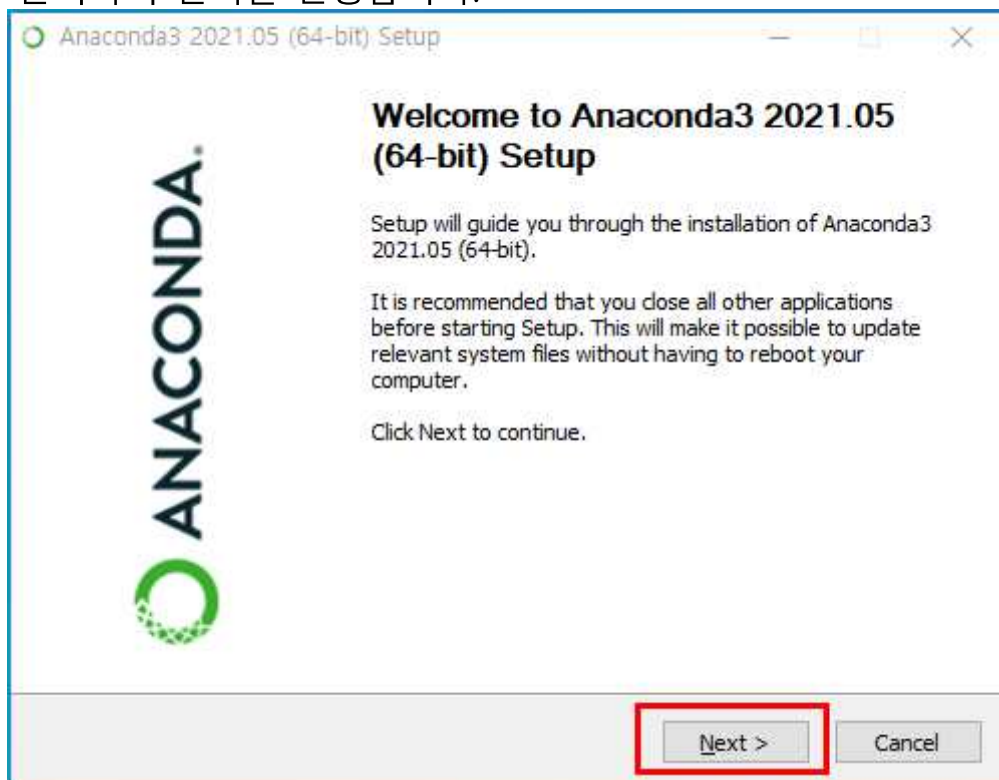 Anaconda3 2021.05 (64-bit) Setup
Welcome to Anaconda3 2021.05
(64-bit) Setup
ANACONDA.
Setup will guide you through the installation of Anaconda3
2021.05 (64-bit).
It is recommended that you close all other applications
before starting Setup. This will make it possible to update
relevant system files without having to reboot your
computer.
Click Next to continue.
Next >
Cancel